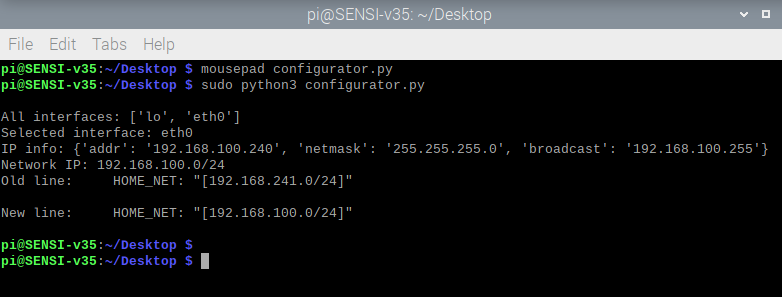 pi@SENSI-v35: ~/Desktop
File Edit Tabs Help
pi@SENSI-v35:~/Desktop $ mousepad configurator.py
pi@SENSI-v35:~/Desktop $ sudo python3 configurator.py
All interfaces: ['lo', 'eth0']
Selected interface: eth0
IP info: {'addr': '192.168.100.240', 'netmask': '255.255.255.0', 'broadcast': '192.168.100.255'}
Network IP: 192.168.100.0/24
Old line:     HOME_NET: "[192.168.241.0/24]"
New line:     HOME_NET: "[192.168.100.0/24]"
pi@SENSI-v35:~/Desktop $
pi@SENSI-v35:~/Desktop $